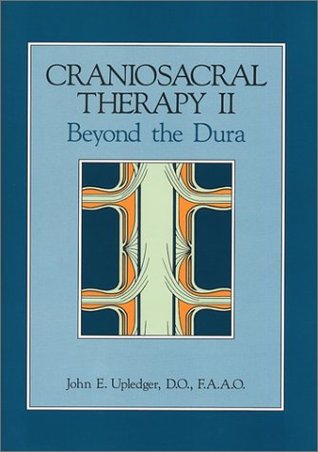 CRANIOSACRAL
THERAPY II
Beyond the Dura
John E. Upledger, D.O., F.A.A.O.